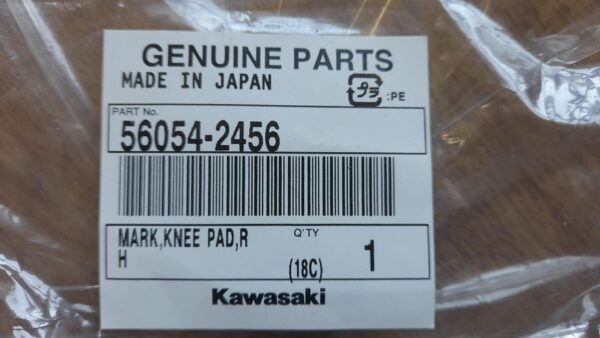 GENUINE PARTS
MADE IN JAPAN
プラ :PE
PART No.
56054-2456
MARK,KNEE PAD,R
H
Q'TY
(18C) 1
Kawasaki